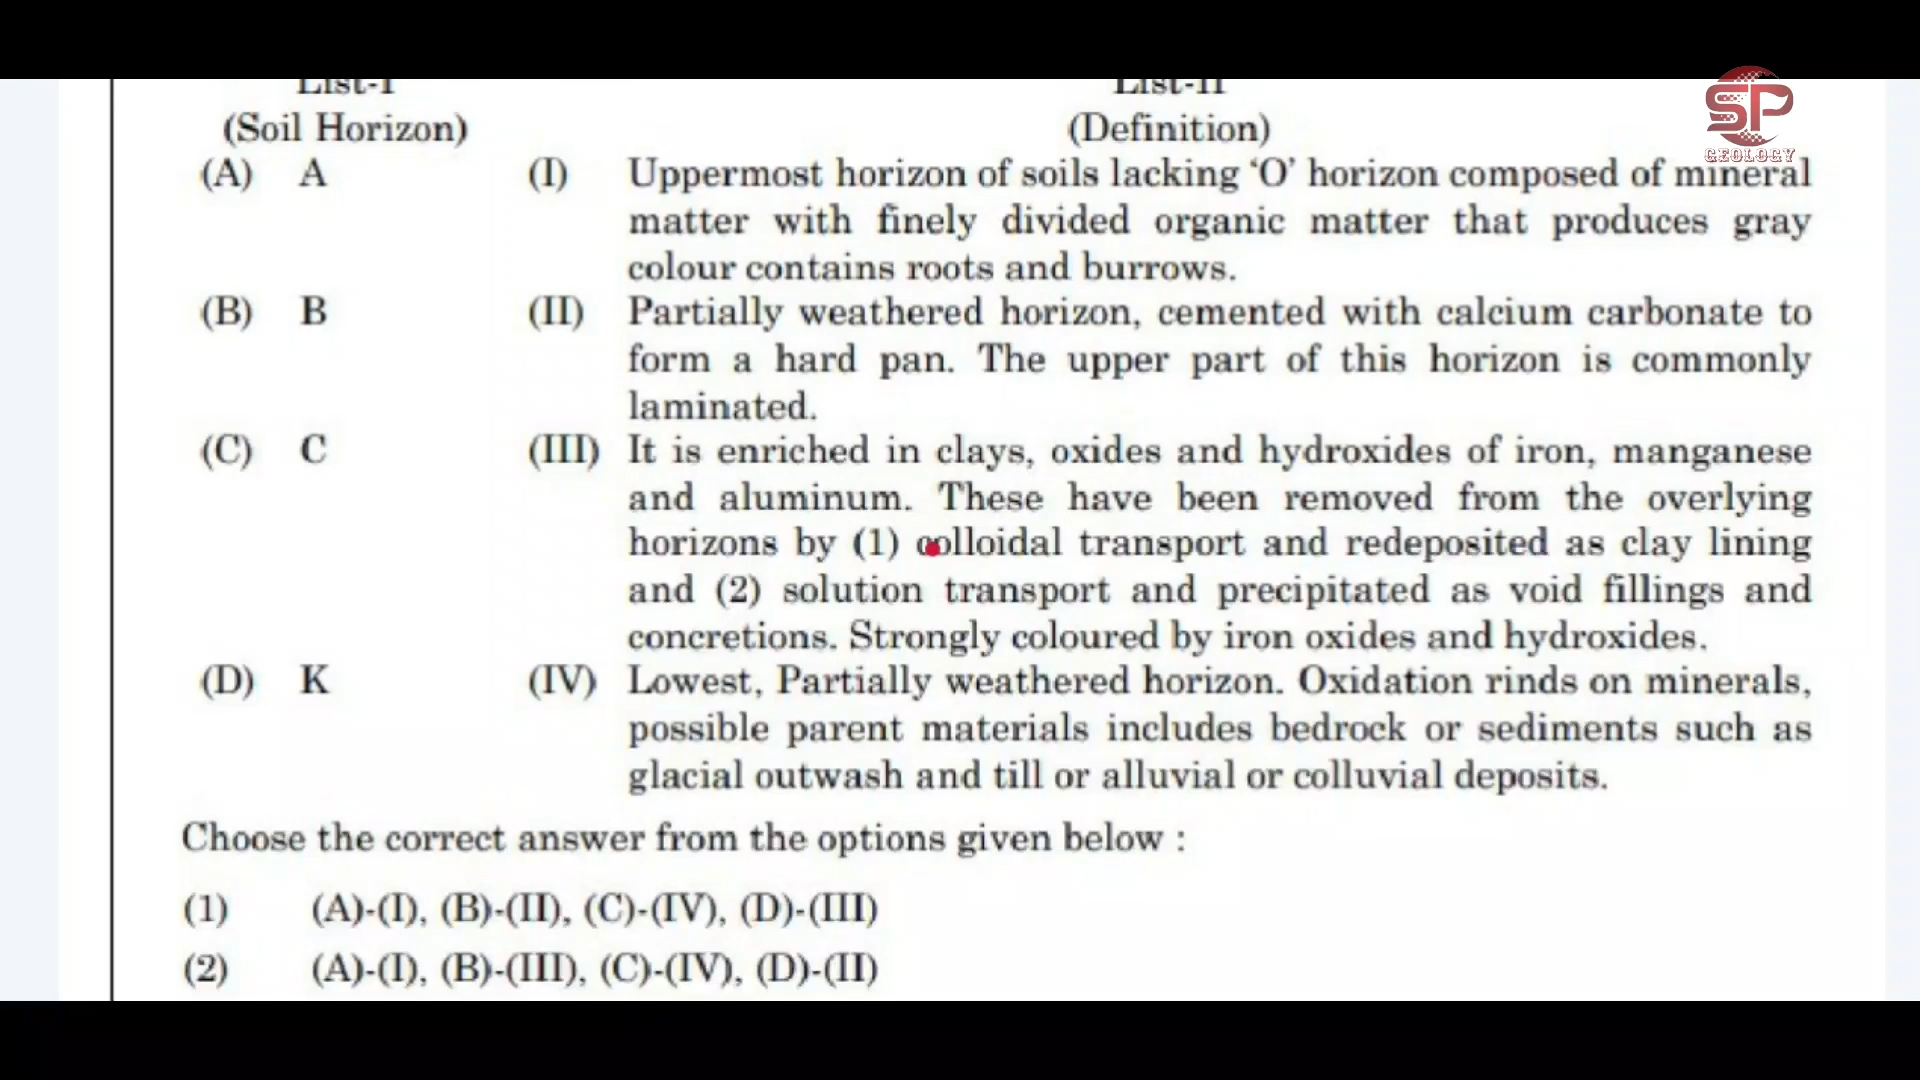 List-I List-II
(Soil Horizon) (Definition)
SP
GEOLOGY
(A) A (I) Uppermost horizon of soils lacking ‘O’ horizon composed of mineral
matter with finely divided organic matter that produces gray
colour contains roots and burrows.
(B) B (II) Partially weathered horizon, cemented with calcium carbonate to
form a hard pan. The upper part of this horizon is commonly
laminated.
(C) C (III) It is enriched in clays, oxides and hydroxides of iron, manganese
and aluminum. These have been removed from the overlying
horizons by (1) colloidal transport and redeposited as clay lining
and (2) solution transport and precipitated as void fillings and
concretions. Strongly coloured by iron oxides and hydroxides.
(D) K (IV) Lowest, Partially weathered horizon. Oxidation rinds on minerals,
possible parent materials includes bedrock or sediments such as
glacial outwash and till or alluvial or colluvial deposits.
Choose the correct answer from the options given below :
(1) (A)-(I), (B)-(II), (C)-(IV), (D)-(III)
(2) (A)-(I), (B)-(III), (C)-(IV), (D)-(II)